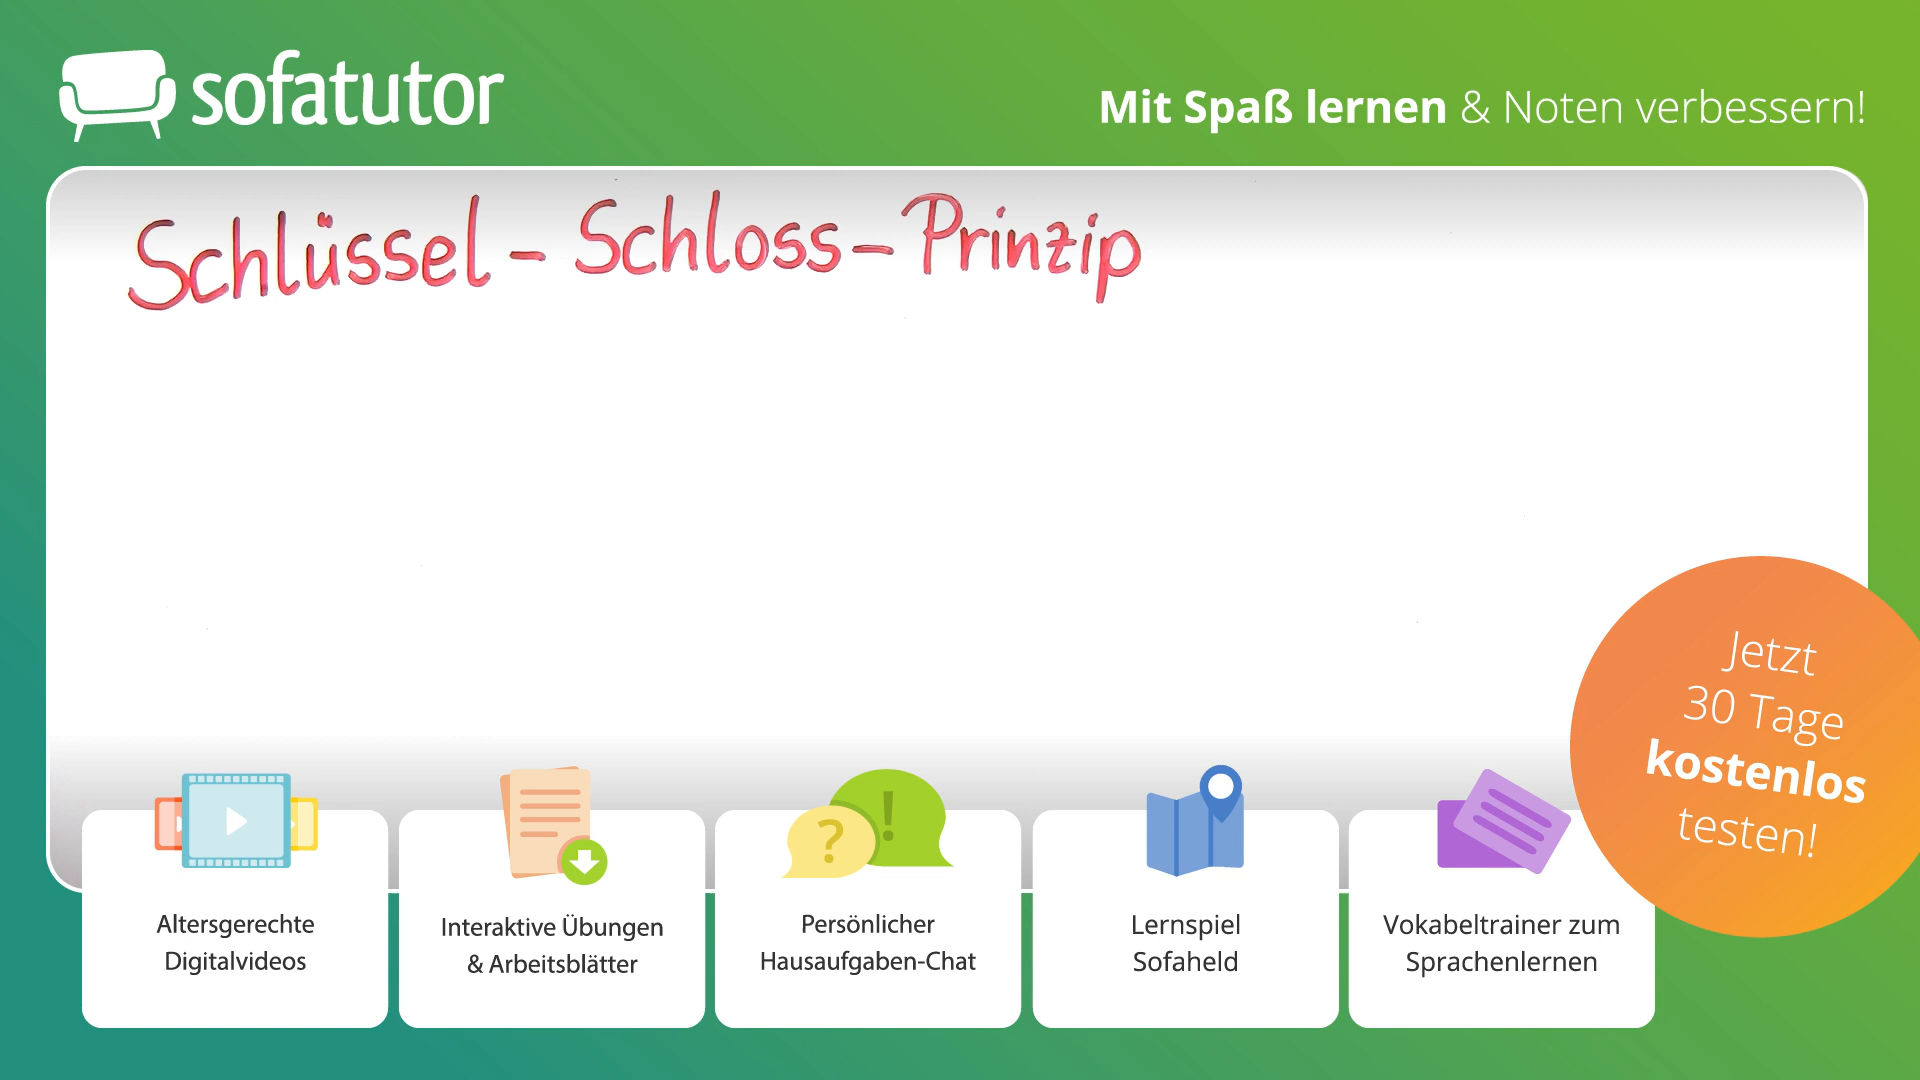 sofatutor
Mit Spaß lernen & Noten verbessern!
Schlüssel - Schloss - Prinzip
Jetzt
30 Tage
kostenlos
testen!
?
!
Altersgerechte
Digitalvideos
Interaktive Übungen
& Arbeitsblätter
Persönlicher
Hausaufgaben-Chat
Lernspiel
Sofaheld
Vokabeltrainer zum
Sprachenlernen